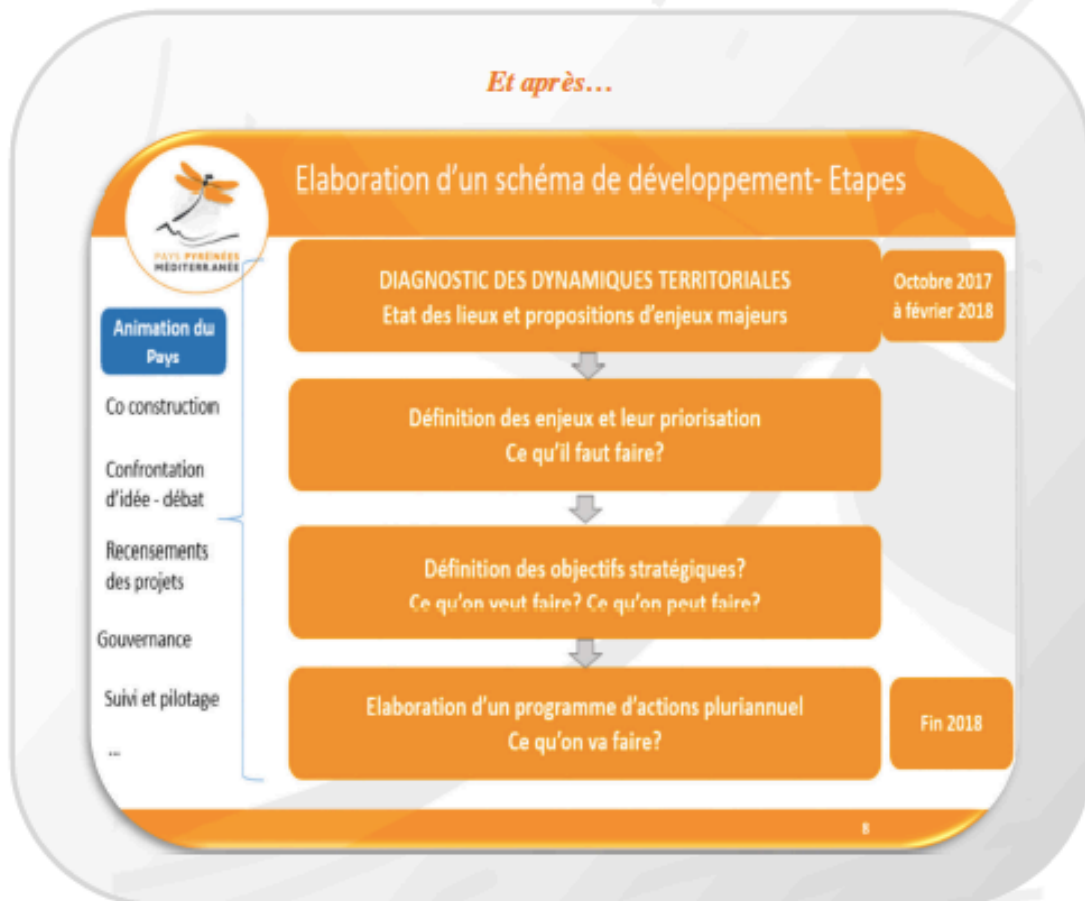 Et après...
Elaboration d'un schéma de développement- Etapes
PAYS PYRÉNÉES
MÉDITERRANÉE
Animation du
Pays
Co construction
Confrontation
d'idée - débat
Recensements
des projets
Gouvernance
Suivi et pilotage
...
DIAGNOSTIC DES DYNAMIQUES TERRITORIALES
Etat des lieux et propositions d'enjeux majeurs
Octobre 2017
à février 2018
Définition des enjeux et leur priorisation
Ce qu'il faut faire?
Définition des objectifs stratégiques?
Ce qu'on veut faire? Ce qu'on peut faire?
Elaboration d'un programme d'actions pluriannuel
Ce qu'on va faire?
Fin 2018
8